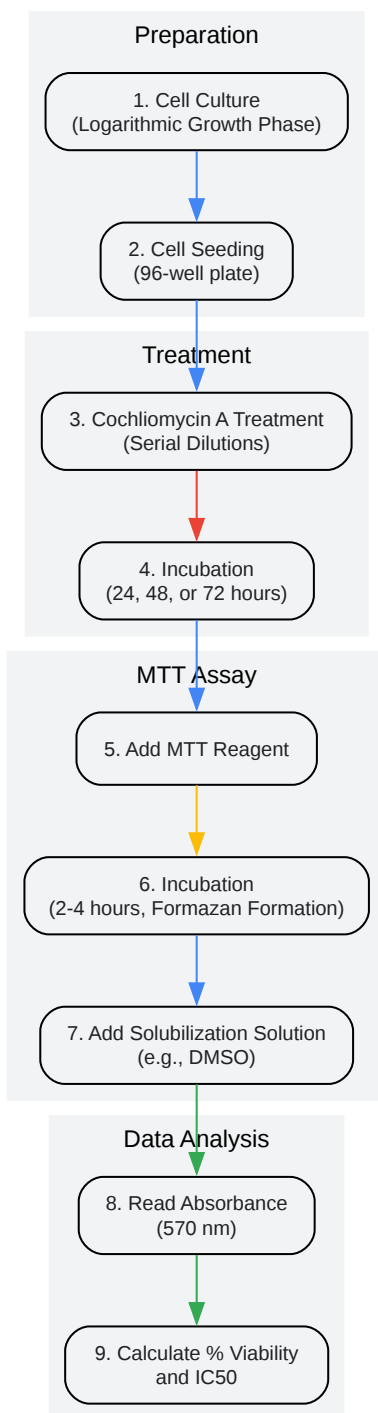 Preparation
1. Cell Culture
(Logarithmic Growth Phase)
2. Cell Seeding
(96-well plate)
Treatment
3. Cochliomycin A Treatment
(Serial Dilutions)
4. Incubation
(24, 48, or 72 hours)
MTT Assay
5. Add MTT Reagent
6. Incubation
(2-4 hours, Formazan Formation)
7. Add Solubilization Solution
(e.g., DMSO)
Data Analysis
8. Read Absorbance
(570 nm)
9. Calculate % Viability
and IC50